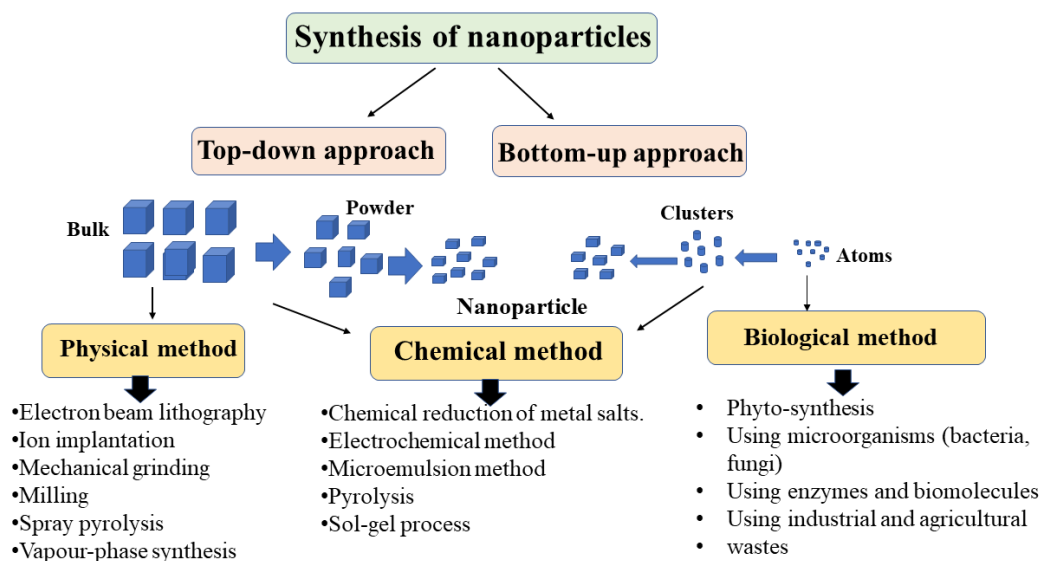 Synthesis of nanoparticles
Top-down approach
Bottom-up approach
Bulk
Powder
Clusters
Atoms
Nanoparticle
Physical method
Chemical method
Biological method
•Electron beam lithography
•Ion implantation
•Mechanical grinding
•Milling
•Spray pyrolysis
•Vapour-phase synthesis
•Chemical reduction of metal salts.
•Electrochemical method
•Microemulsion method
•Pyrolysis
•Sol-gel process
• Phyto-synthesis
• Using microorganisms (bacteria,
fungi)
• Using enzymes and biomolecules
• Using industrial and agricultural
• wastes